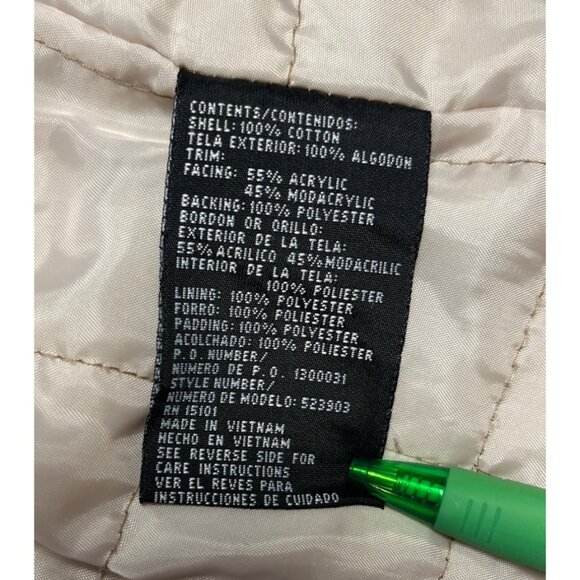 CONTENTS/CONTENIDOS:
SHELL: 100% COTTON
TELA EXTERIOR: 100% ALGODON
TRIM:
FACING: 55% ACRYLIC
45% MODACRYLIC
BACKING: 100% POLYESTER
BORDON OR ORILLO:
EXTERIOR DE LA TELA:
55% ACRILICO 45% MODACRILIC
INTERIOR DE LA TELA:
100% POLIESTER
LINING: 100% POLYESTER
FORRO: 100% POLIESTER
PADDING: 100% POLYESTER
ACOLCHADO: 100% POLIESTER
P.O. NUMBER/
NUMERO DE P.O. 1300031
STYLE NUMBER/
NUMERO DE MODELO: 523903
RN 15101
MADE IN VIETNAM
HECHO EN VIETNAM
SEE REVERSE SIDE FOR
CARE INSTRUCTIONS
VER EL REVES PARA
INSTRUCCIONES DE CUIDADO